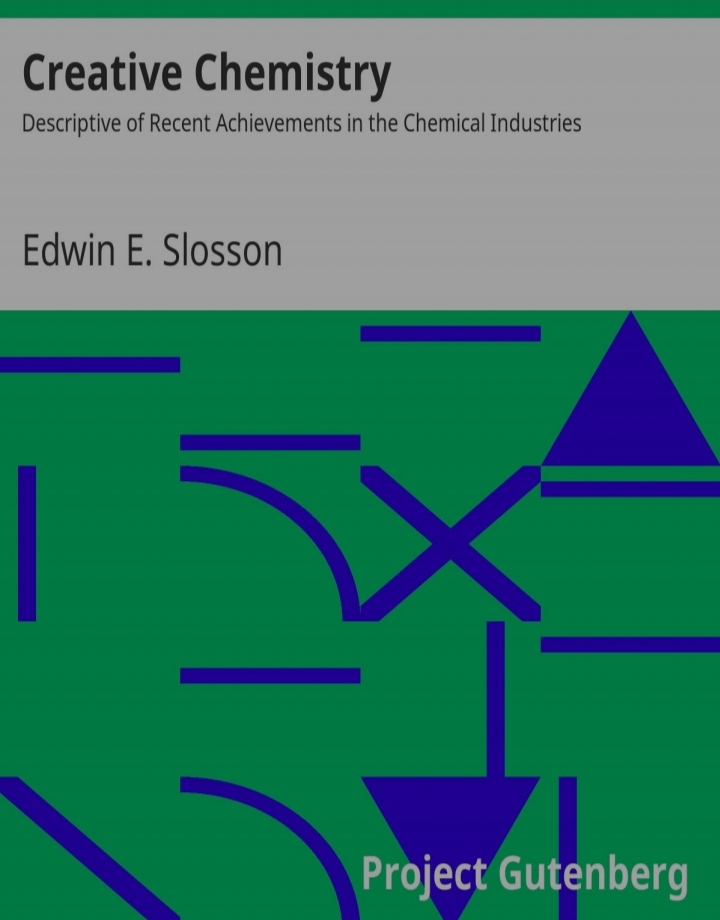 Creative Chemistry
Descriptive of Recent Achievements in the Chemical Industries
Edwin E. Slosson
Project Gutenberg